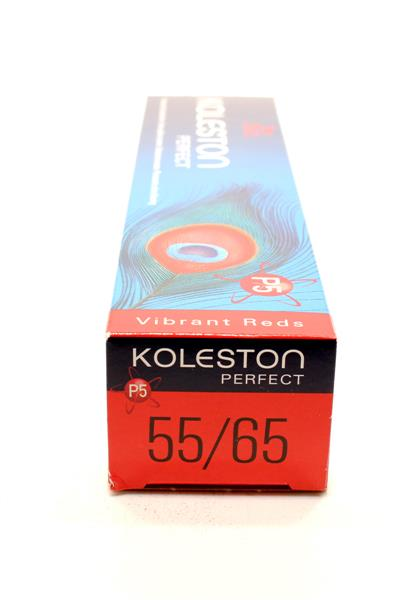 KOLESTON
PERFECT
P5
Vibrant Reds
KOLESTON
PERFECT
P5
55/65